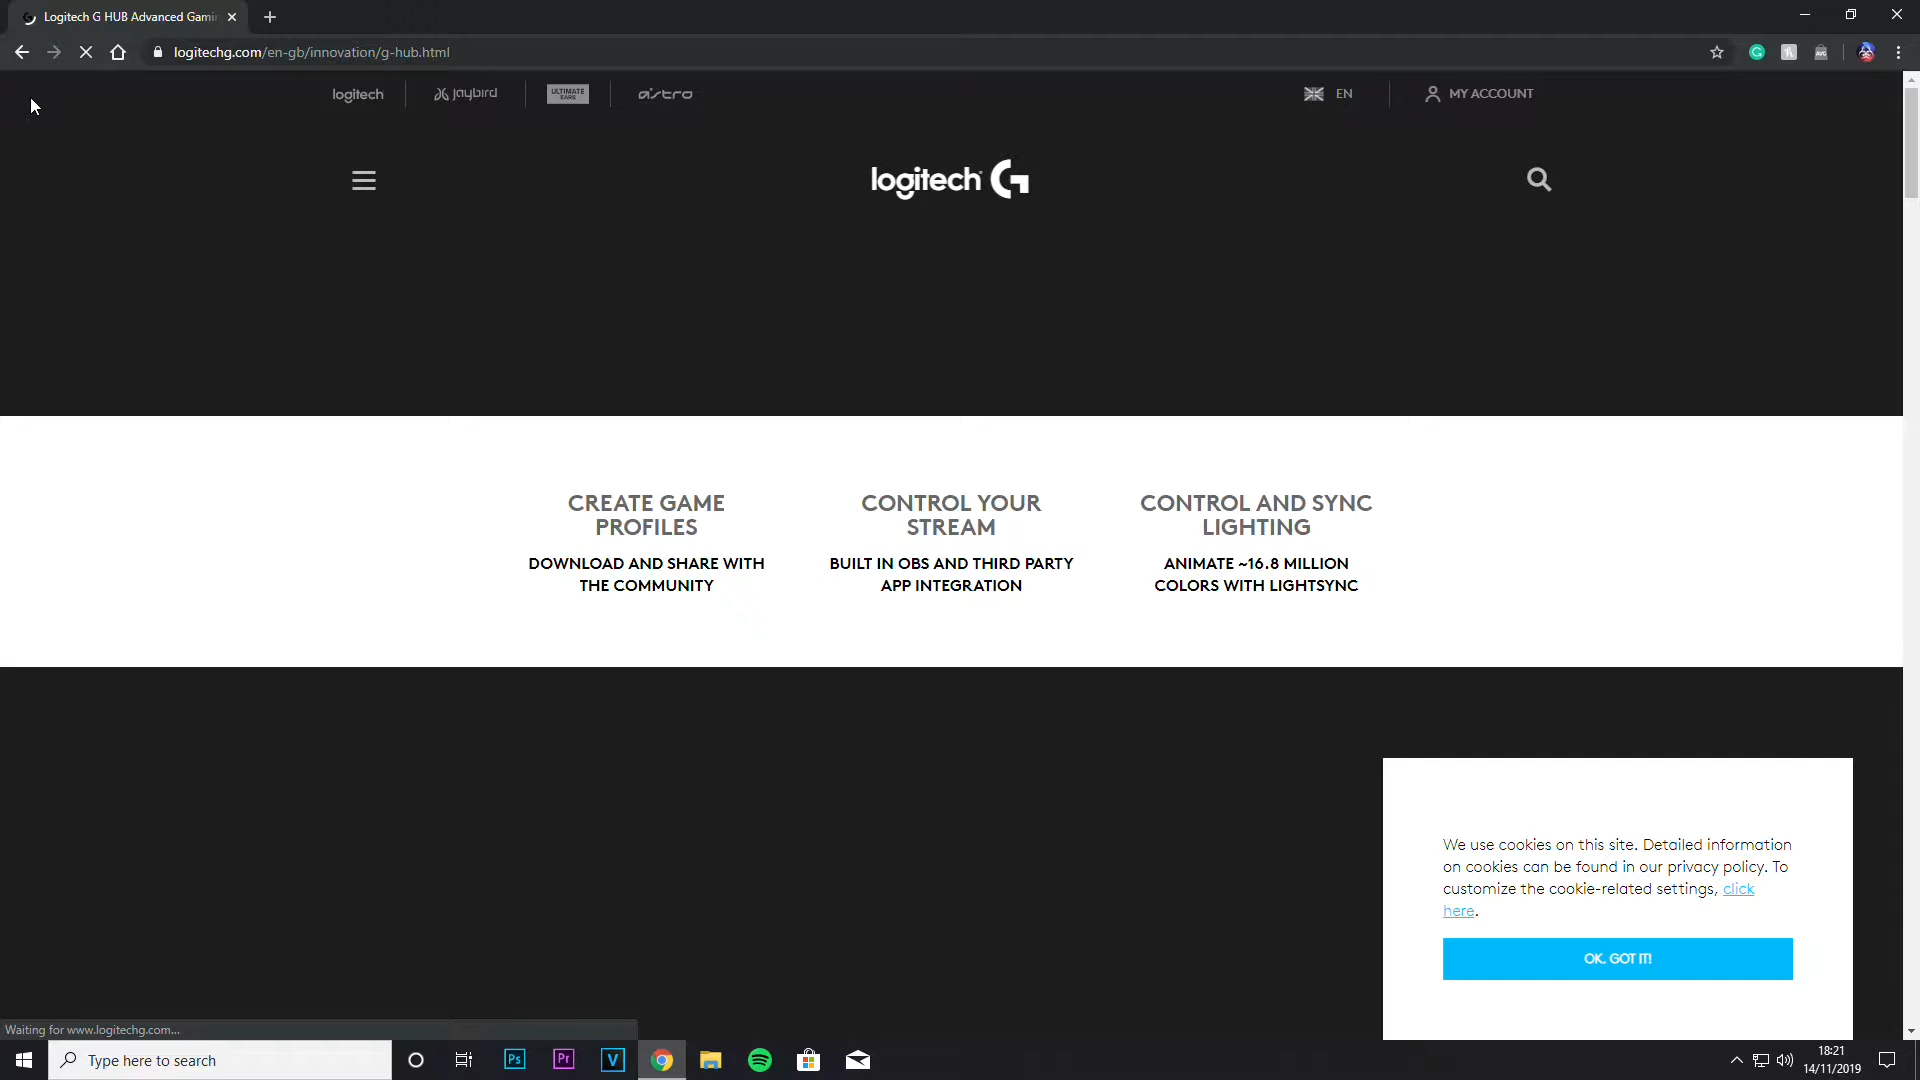 Logitech G HUB Advanced Gami
logitechg.com/en-gb/innovation/g-hub.html
logitech
jaybird
ULTIMATE EARS
astro
EN
MY ACCOUNT
logitech G
CREATE GAME
PROFILES
DOWNLOAD AND SHARE WITH
THE COMMUNITY
CONTROL YOUR
STREAM
BUILT IN OBS AND THIRD PARTY
APP INTEGRATION
CONTROL AND SYNC
LIGHTING
ANIMATE ~16.8 MILLION
COLORS WITH LIGHTSYNC
We use cookies on this site. Detailed information
on cookies can be found in our privacy policy. To
customize the cookie-related settings, click
here.
OK. GOT IT!
Waiting for www.logitechg.com...
Type here to search
Ps
Pr
V
18:21
14/11/2019